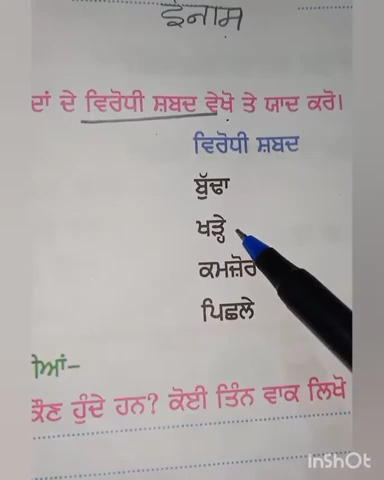 ਇਨਾਮ
ਦਾਂ ਦੇ ਵਿਰੋਧੀ ਸ਼ਬਦ ਵੇਖੋ ਤੇ ਯਾਦ ਕਰੋ।
ਵਿਰੋਧੀ ਸ਼ਬਦ
ਬੁੱਢਾ
ਖੜ੍ਹੇ
ਕਮਜ਼ੋਰ
ਪਿਛਲੇ
ਆਂ–
ਕੌਣ ਹੁੰਦੇ ਹਨ? ਕੋਈ ਤਿੰਨ ਵਾਕ ਲਿਖੋ
InShOt